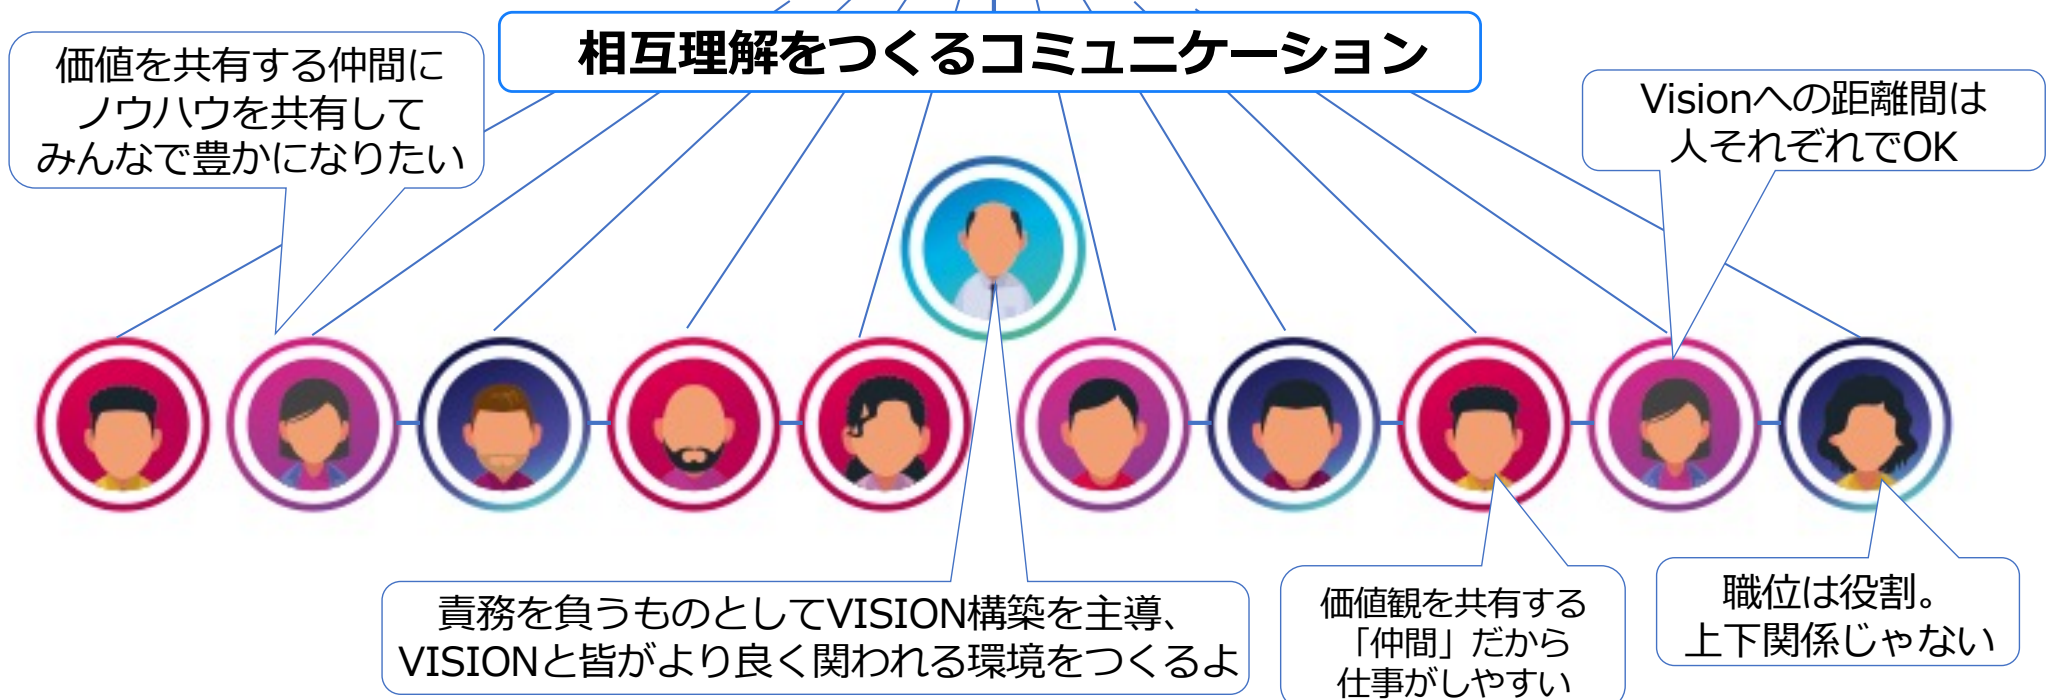 相互理解をつくるコミュニケーション
価値を共有する仲間に
ノウハウを共有して
みんなで豊かになりたい
Visionへの距離間は
人それぞれでOK
責務を負うものとしてVISION構築を主導、
VISIONと皆がより良く関われる環境をつくるよ
価値観を共有する
「仲間」だから
仕事がしやすい
職位は役割。
上下関係じゃない